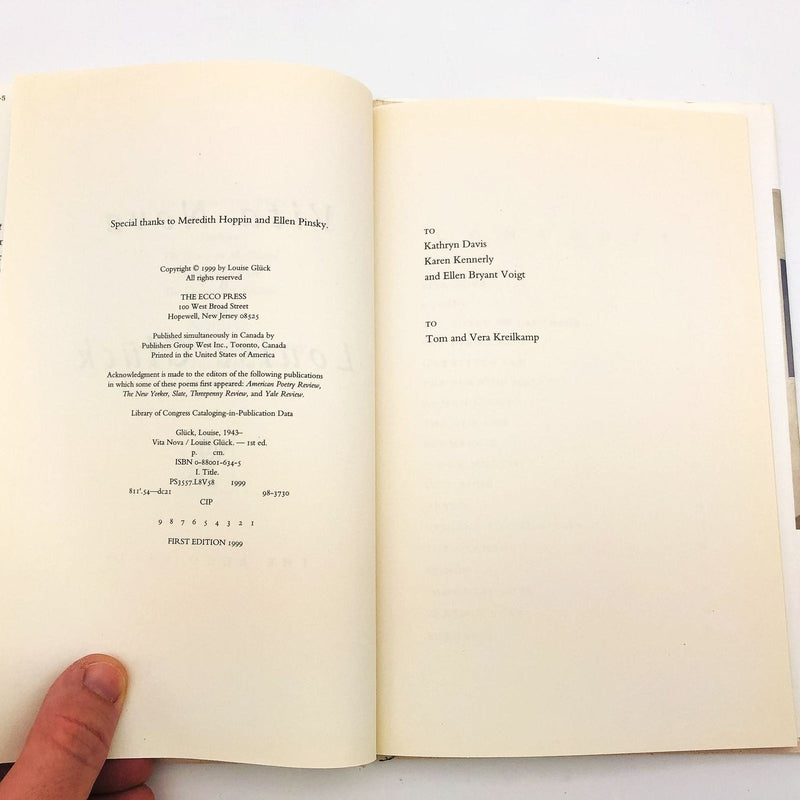 Special thanks to Meredith Hoppin and Ellen Pinsky.
Copyright © 1999 by Louise Glück
All rights reserved
THE ECCO PRESS
100 West Broad Street
Hopewell, New Jersey 08525
Published simultaneously in Canada by
Publishers Group West Inc., Toronto, Canada
Printed in the United States of America
Acknowledgment is made to the editors of the following publications
in which some of these poems first appeared: American Poetry Review,
The New Yorker, Slate, Threepenny Review, and Yale Review.
Library of Congress Cataloging-in-Publication Data
Glück, Louise, 1943–
Vita Nova / Louise Glück. — 1st ed.
p. cm.
ISBN 0-88001-634-5
I. Title.
PS3557.L8V58 1999
811'.54—dc21 98-3730
CIP
9 8 7 6 5 4 3 2 1
FIRST EDITION 1999
TO
Kathryn Davis
Karen Kennerly
and Ellen Bryant Voigt
TO
Tom and Vera Kreilkamp